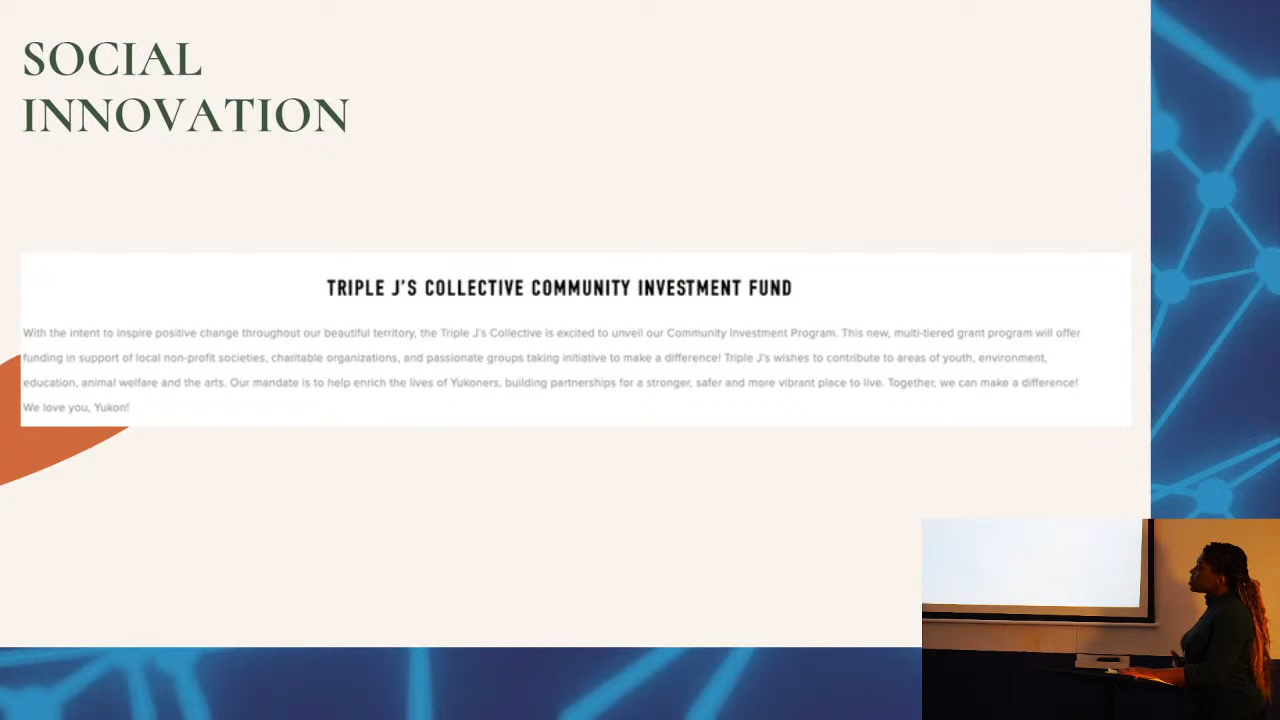 SOCIAL
INNOVATION
TRIPLE J'S COLLECTIVE COMMUNITY INVESTMENT FUND
With the intent to inspire positive change throughout our beautiful territory, the Triple J's Collective is excited to unveil our Community Investment Program. This new, multi-tiered grant program will offer
funding in support of local non-profit societies, charitable organizations, and passionate groups taking initiative to make a difference! Triple J's wishes to contribute to areas of youth, environment,
education, animal welfare and the arts. Our mandate is to help enrich the lives of Yukoners, building partnerships for a stronger, safer and more vibrant place to live. Together, we can make a difference!
We love you, Yukon!